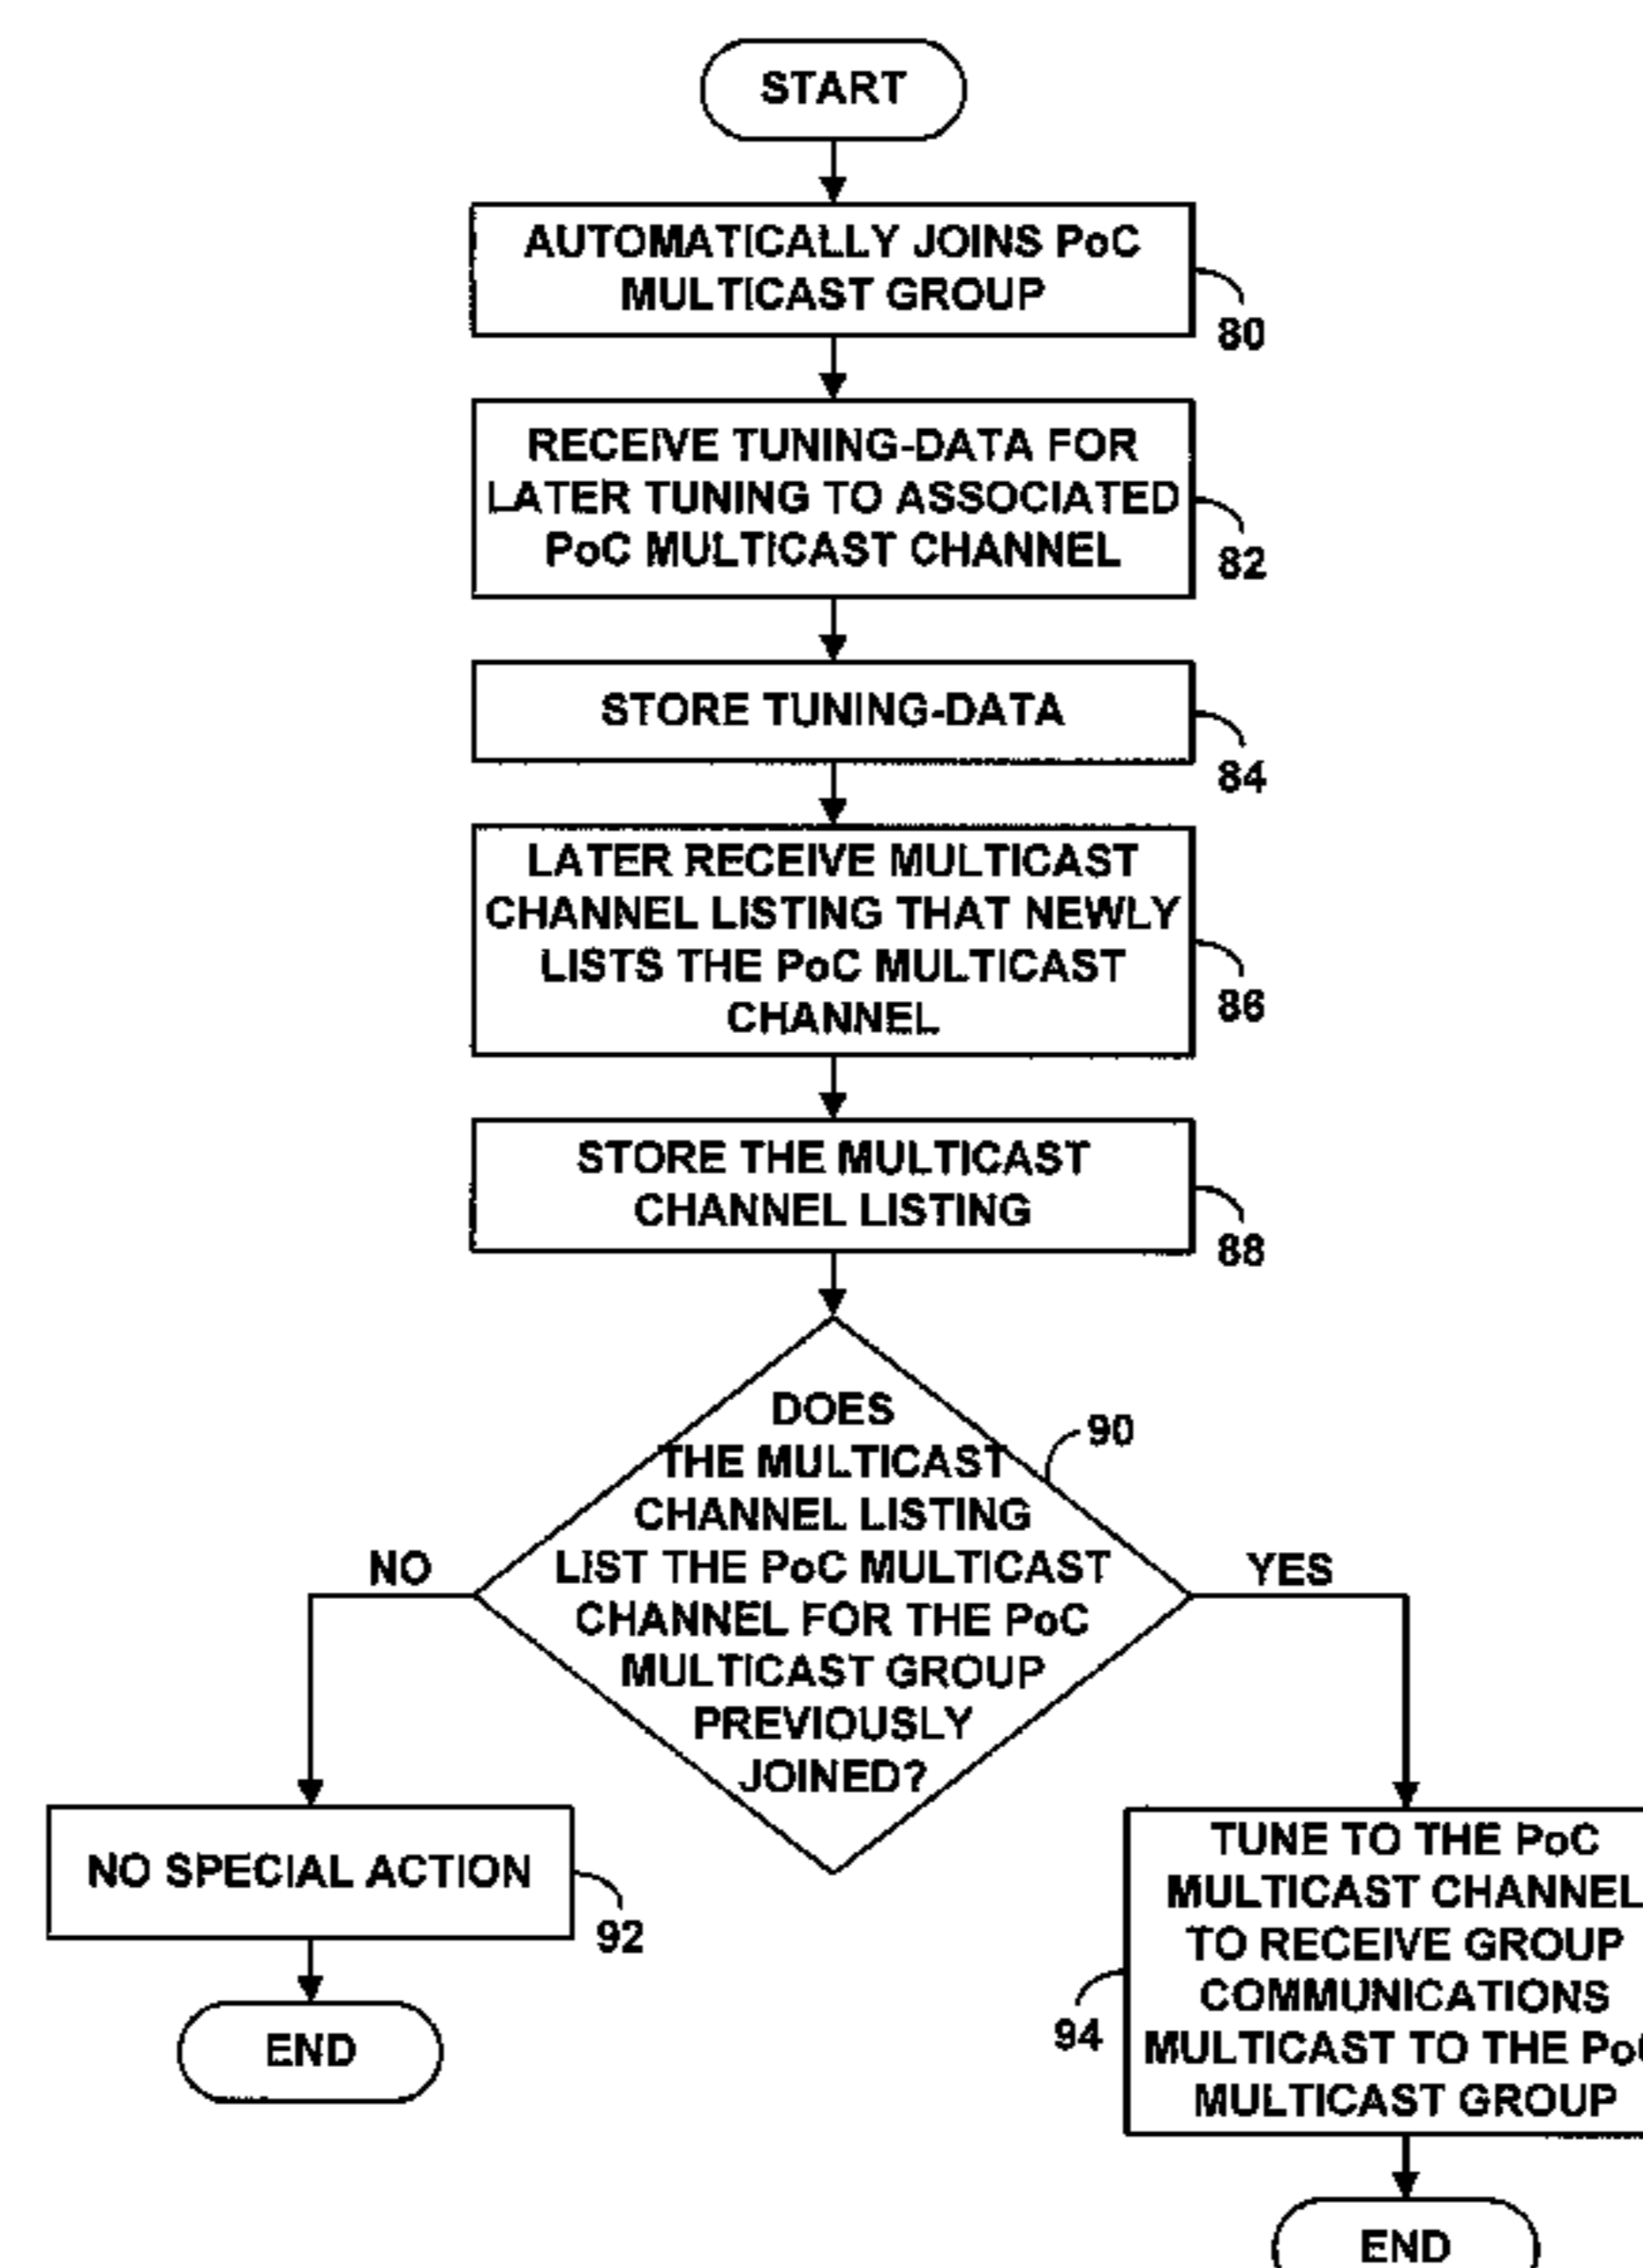 START
AUTOMATICALLY JOINS PoC
MULTICAST GROUP
80
RECEIVE TUNING-DATA FOR
LATER TUNING TO ASSOCIATED
PoC MULTICAST CHANNEL
82
STORE TUNING-DATA
84
LATER RECEIVE MULTICAST
CHANNEL LISTING THAT NEWLY
LISTS THE PoC MULTICAST
CHANNEL
86
STORE THE MULTICAST
CHANNEL LISTING
88
DOES
THE MULTICAST
CHANNEL LISTING
LIST THE PoC MULTICAST
CHANNEL FOR THE PoC
MULTICAST GROUP
PREVIOUSLY
JOINED?
90
NO
YES
NO SPECIAL ACTION
92
END
TUNE TO THE PoC
MULTICAST CHANNEL
TO RECEIVE GROUP
COMMUNICATIONS
MULTICAST TO THE PoC
MULTICAST GROUP
94
END